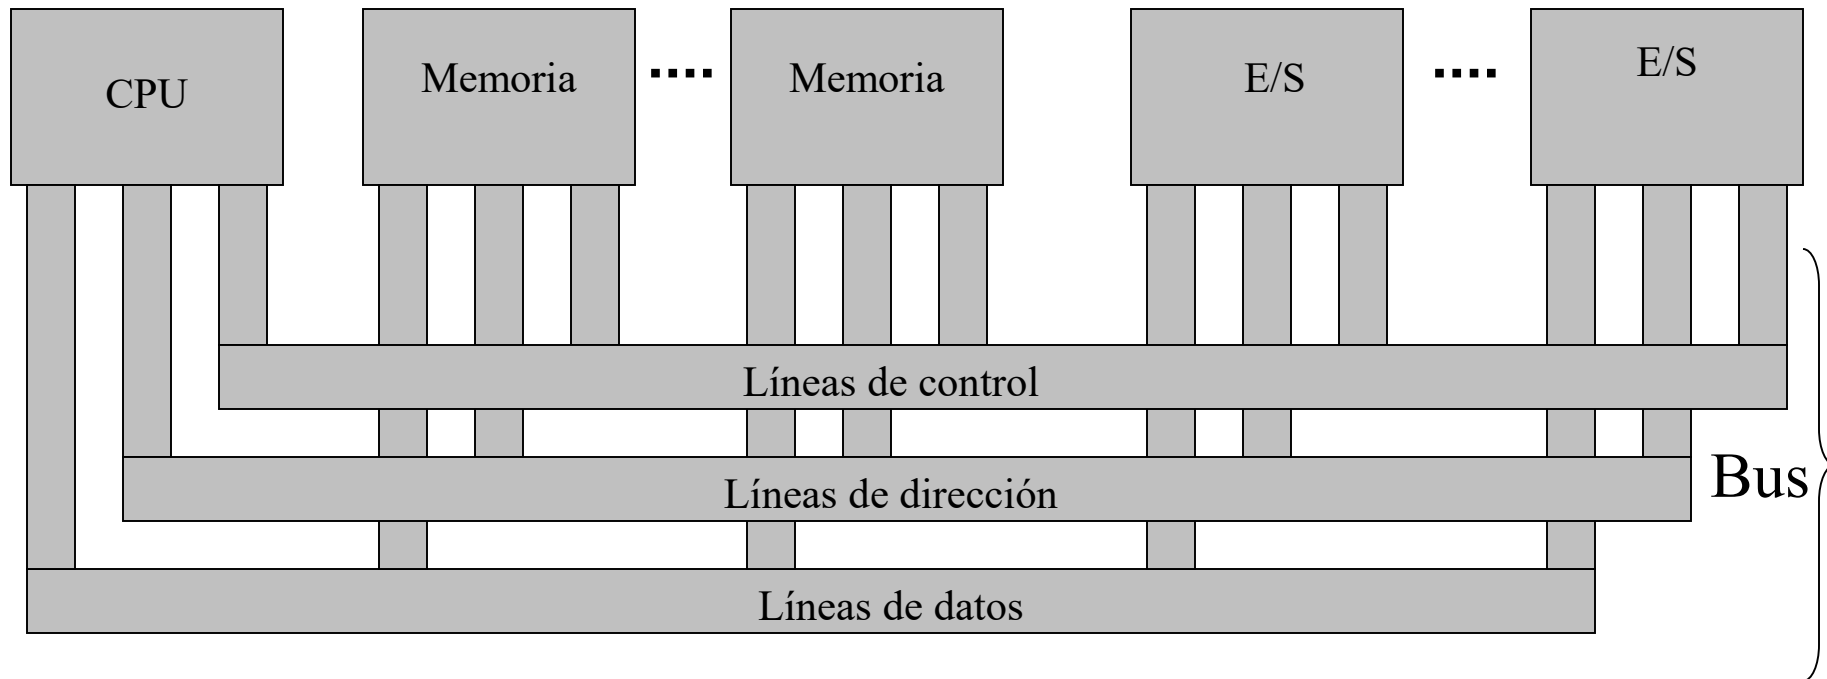 CPU
Memoria
....
Memoria
E/S
....
E/S
Líneas de control
Líneas de dirección
Bus
Líneas de datos